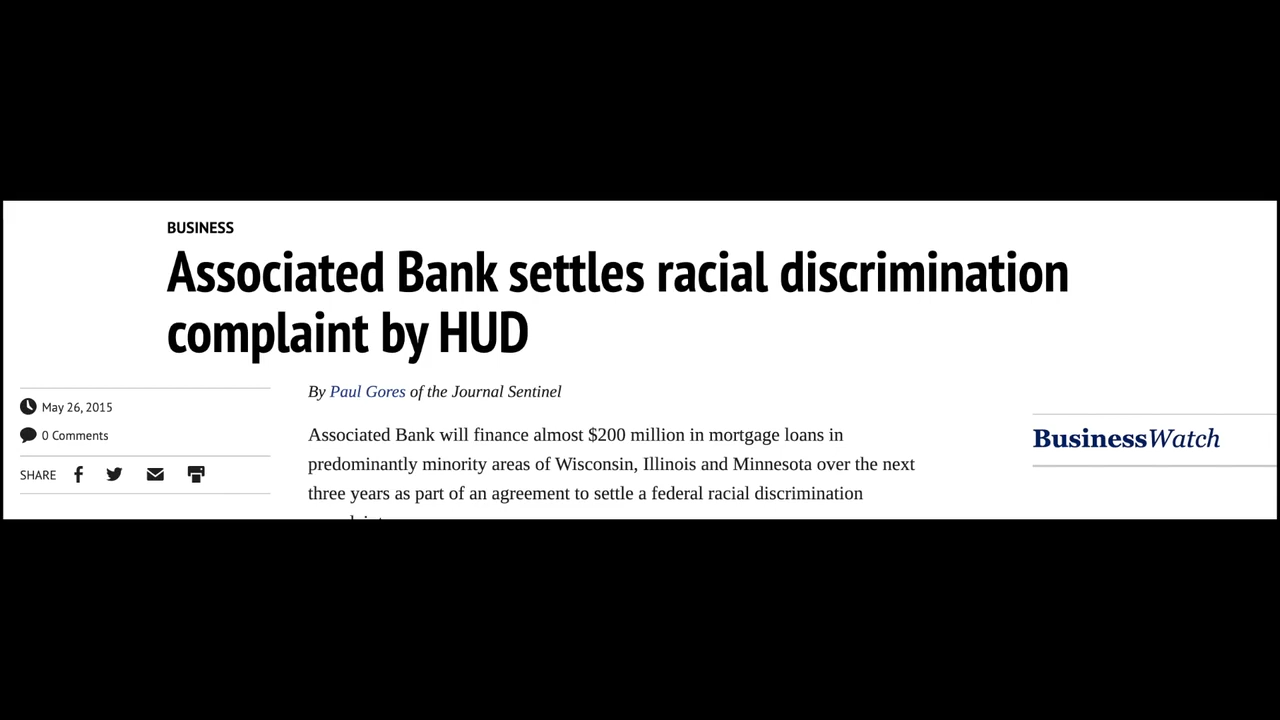 BUSINESS
Associated Bank settles racial discrimination
complaint by HUD
May 26, 2015
0 Comments
SHARE
By Paul Gores of the Journal Sentinel
Associated Bank will finance almost $200 million in mortgage loans in
predominantly minority areas of Wisconsin, Illinois and Minnesota over the next
three years as part of an agreement to settle a federal racial discrimination
BusinessWatch